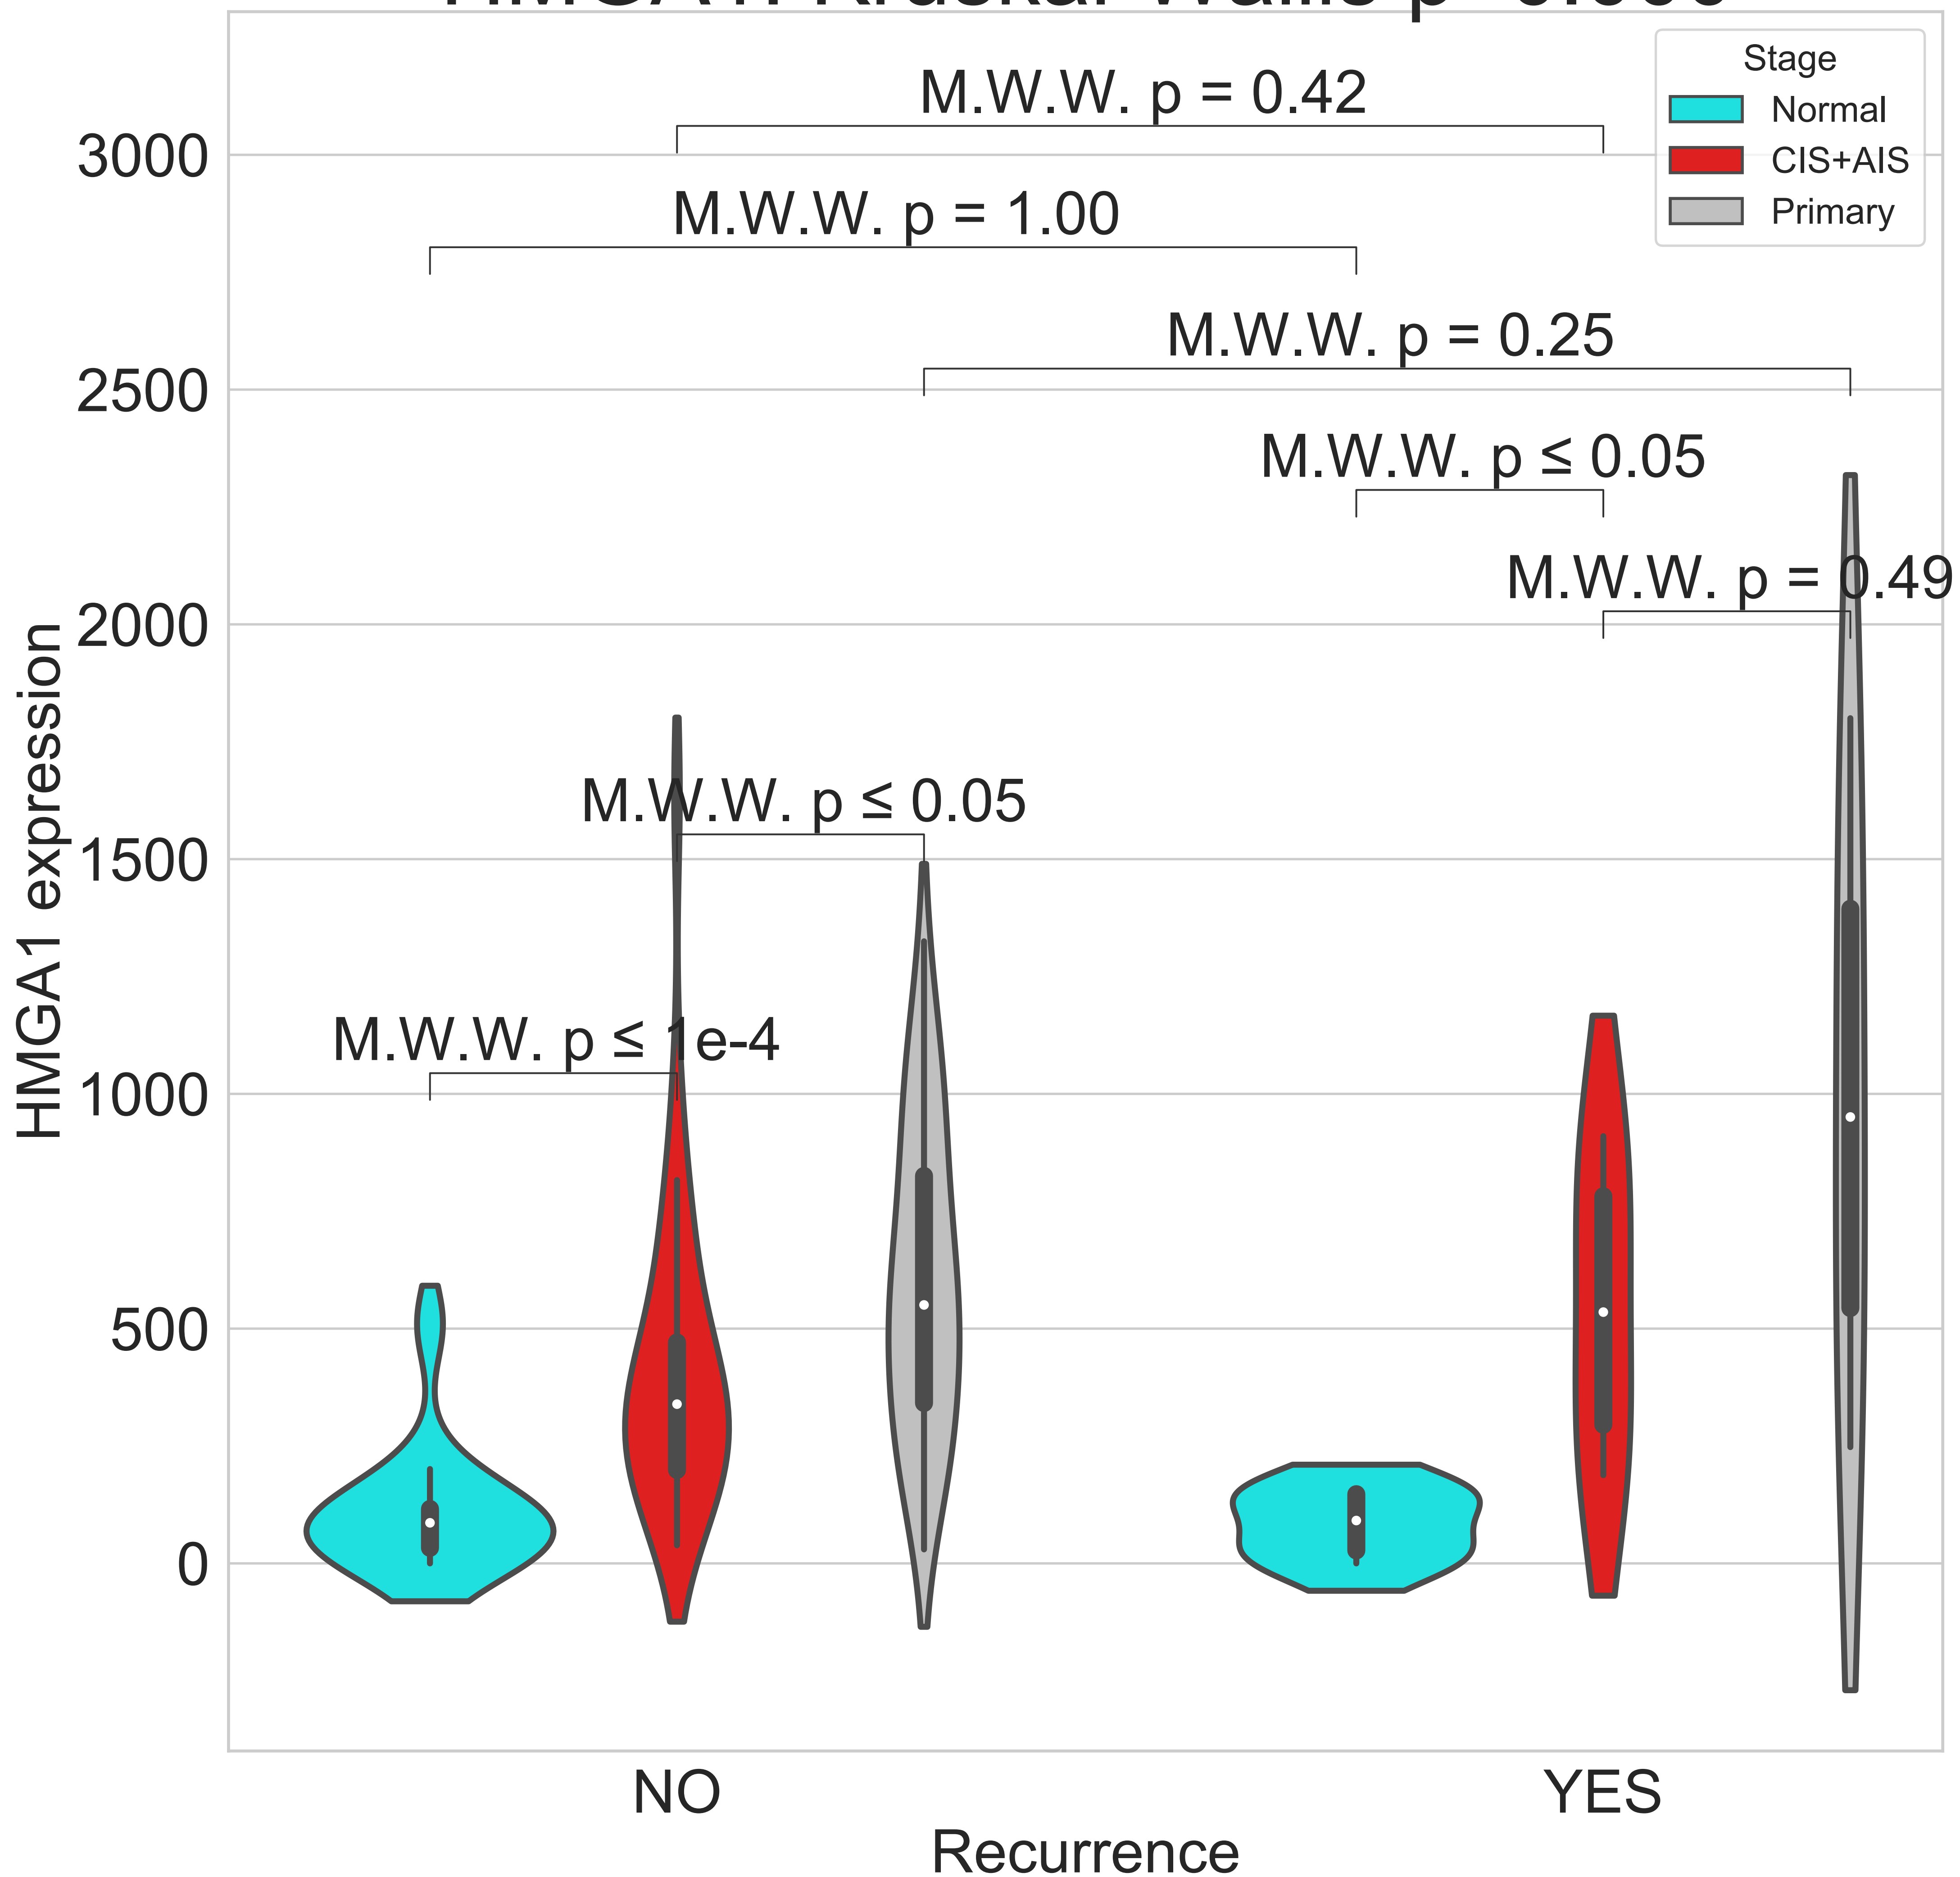 Stage
Normal
CIS+AIS
Primary
M.W.W. p = 0.42
M.W.W. p = 1.00
M.W.W. p = 0.25
M.W.W. p ≤ 0.05
M.W.W. p = 0.49
M.W.W. p ≤ 0.05
M.W.W. p ≤ 1e-4
3000
2500
2000
1500
1000
500
0
HMGA1 expression
NO
YES
Recurrence